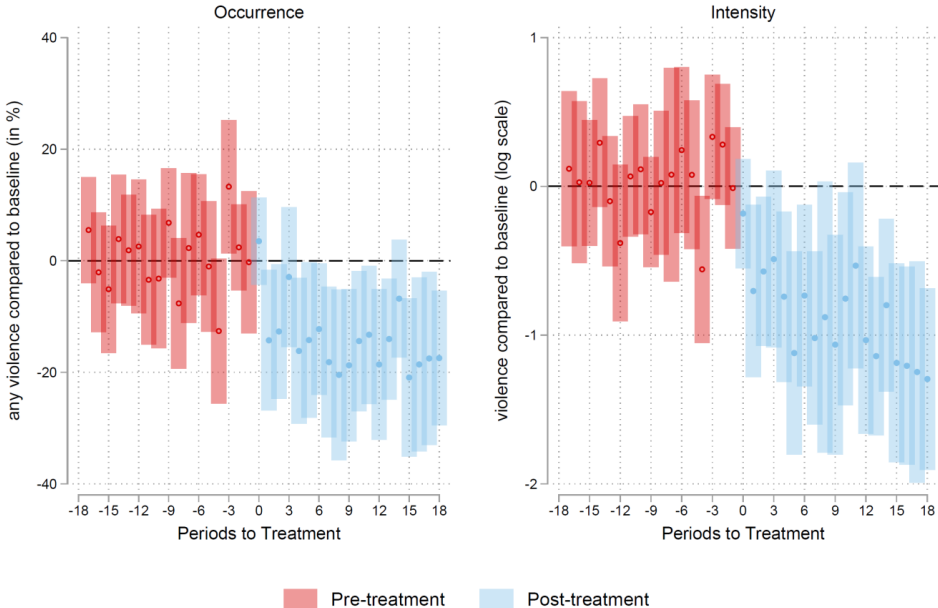 Occurrence
any violence compared to baseline (in %)
40
20
0
-20
-40
-18 -15 -12 -9 -6 -3 0 3 6 9 12 15 18
Periods to Treatment
Intensity
violence compared to baseline (log scale)
1
0
-1
-2
-18 -15 -12 -9 -6 -3 0 3 6 9 12 15 18
Periods to Treatment
Pre-treatment Post-treatment